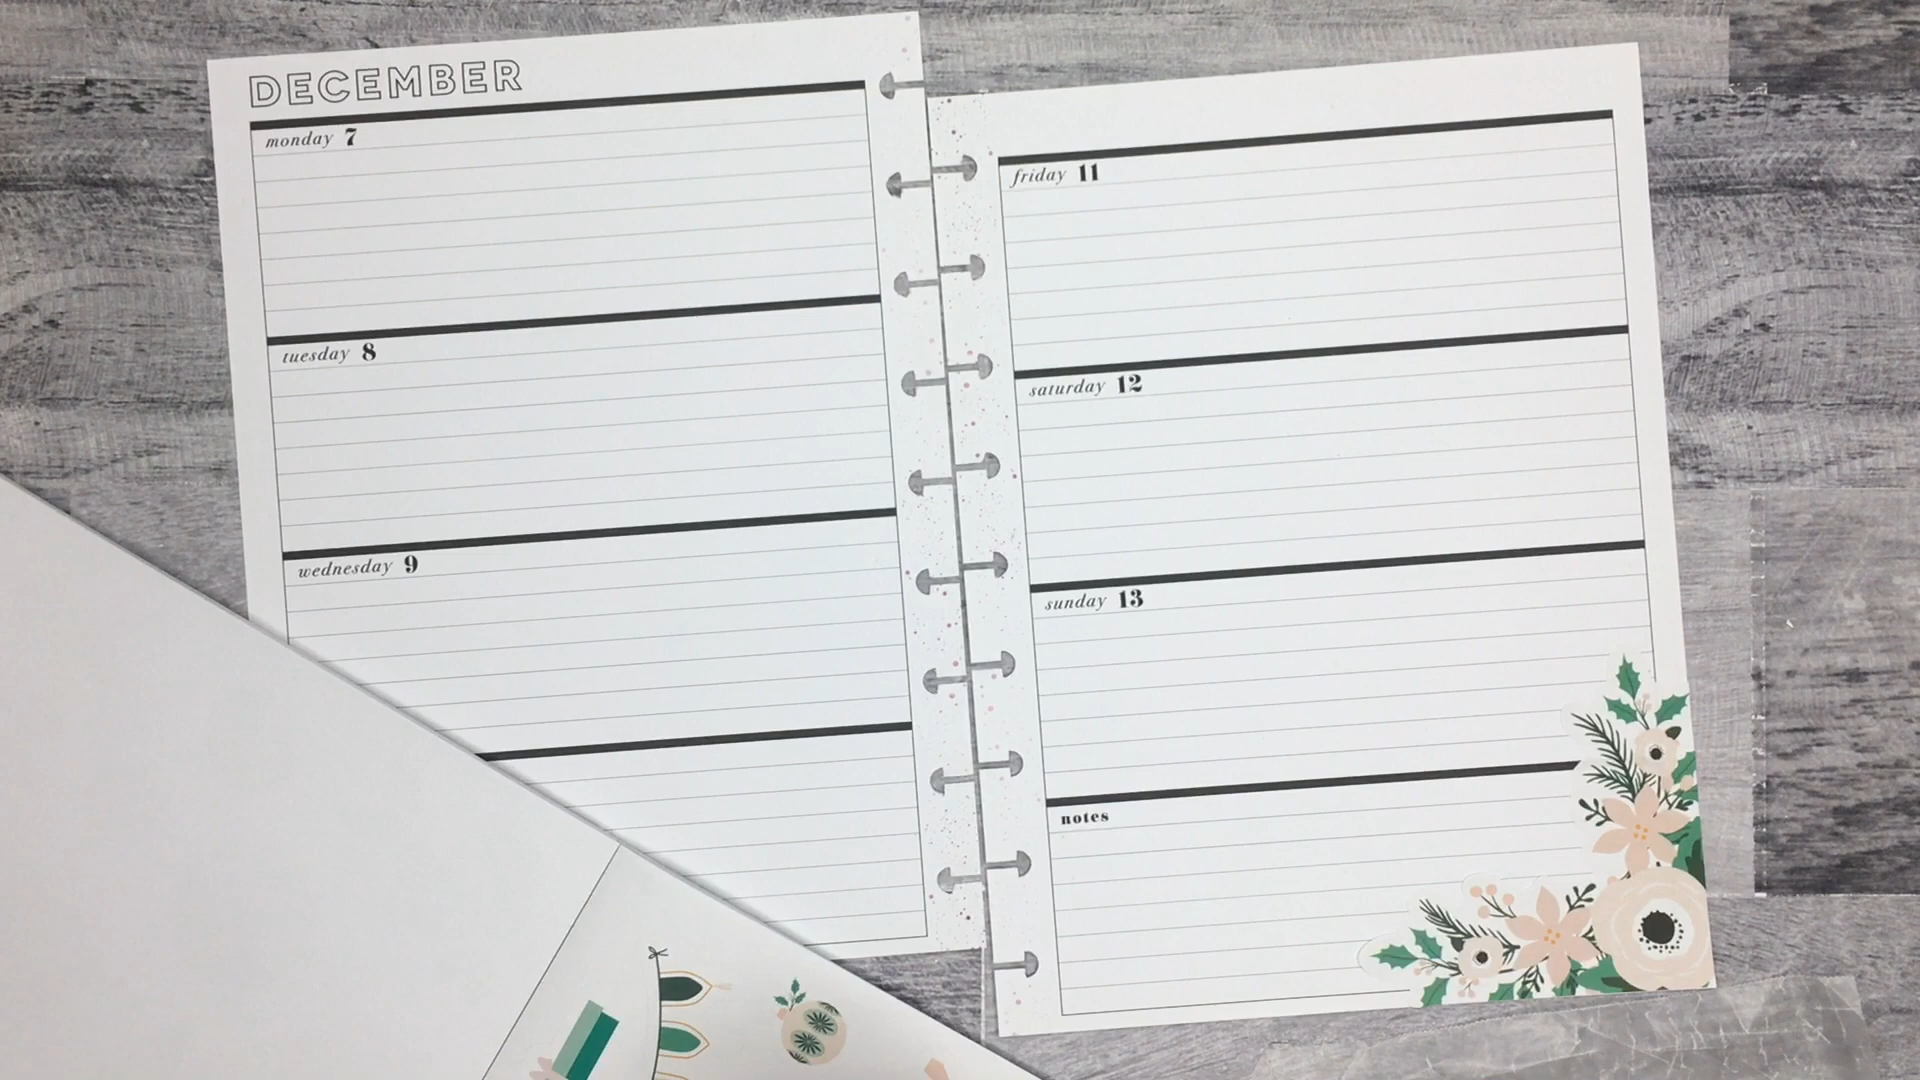 DECEMBER
monday 7
tuesday 8
wednesday 9
friday 11
saturday 12
sunday 13
notes